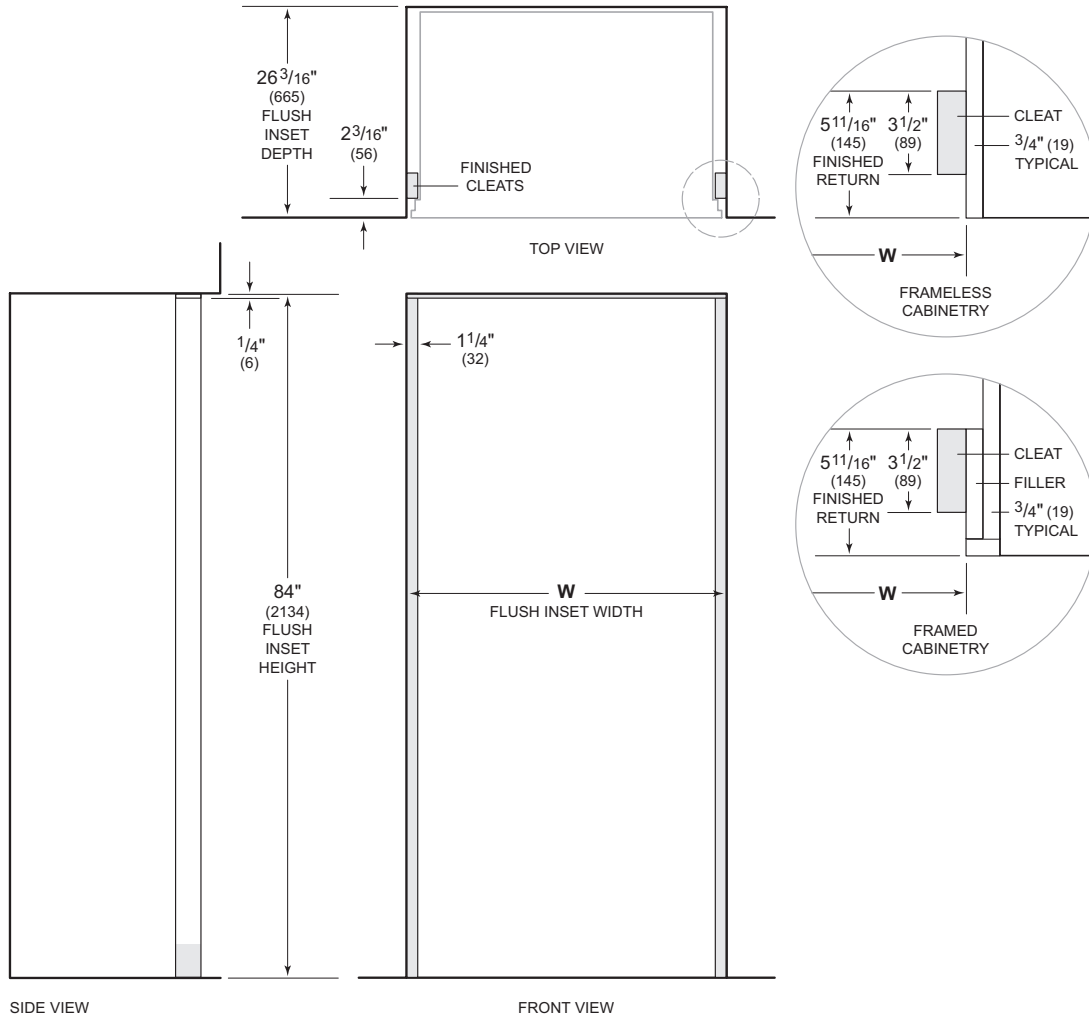 26 3/16"
(665)
FLUSH
INSET
DEPTH
2 3/16"
(56)
FINISHED
CLEATS
TOP VIEW
5 11/16"
(145)
FINISHED
RETURN
3 1/2"
(89)
CLEAT
3/4" (19)
TYPICAL
W
FRAMELESS
CABINETRY
1/4"
(6)
1 1/4"
(32)
84"
(2134)
FLUSH
INSET
HEIGHT
W
FLUSH INSET WIDTH
5 11/16"
(145)
FINISHED
RETURN
3 1/2"
(89)
CLEAT
FILLER
3/4" (19)
TYPICAL
W
FRAMED
CABINETRY
SIDE VIEW
FRONT VIEW